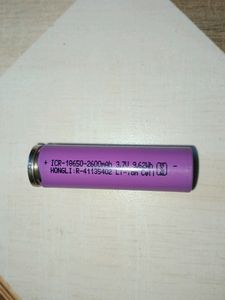 + ICR-18650-2600mAh 3.7V 9.62Wh -
HONGLI:R-41135402 Li-ion Cell